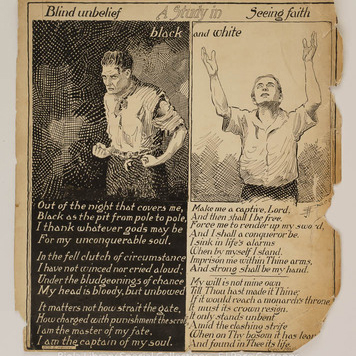 Blind unbelief
A Study in
Seeing faith
black and white
Out of the night that covers me,
Black as the pit from pole to pole,
I thank whatever gods may be
For my unconquerable soul.
In the fell clutch of circumstance
I have not winced nor cried aloud;
Under the bludgeonings of chance
My head is bloody, but unbowed
It matters not how strait the gate,
How charged with punishment the scroll
I am the master of my fate,
I am the captain of my soul.
Make me a captive, Lord,
And then shall I be free.
Force me to render up my sword,
And I shall a conqueror be.
I sink in life's alarms
When by myself I stand,
Imprison me within Thine arms,
And strong shall be my hand.
My will is not mine own
Till Thou hast made it Thine;
If it would reach a monarch's throne
it must its crown resign.
It only stands unbent
Amid the clashing strife
When on Thy bosom it has leant
And found in Thee its life.